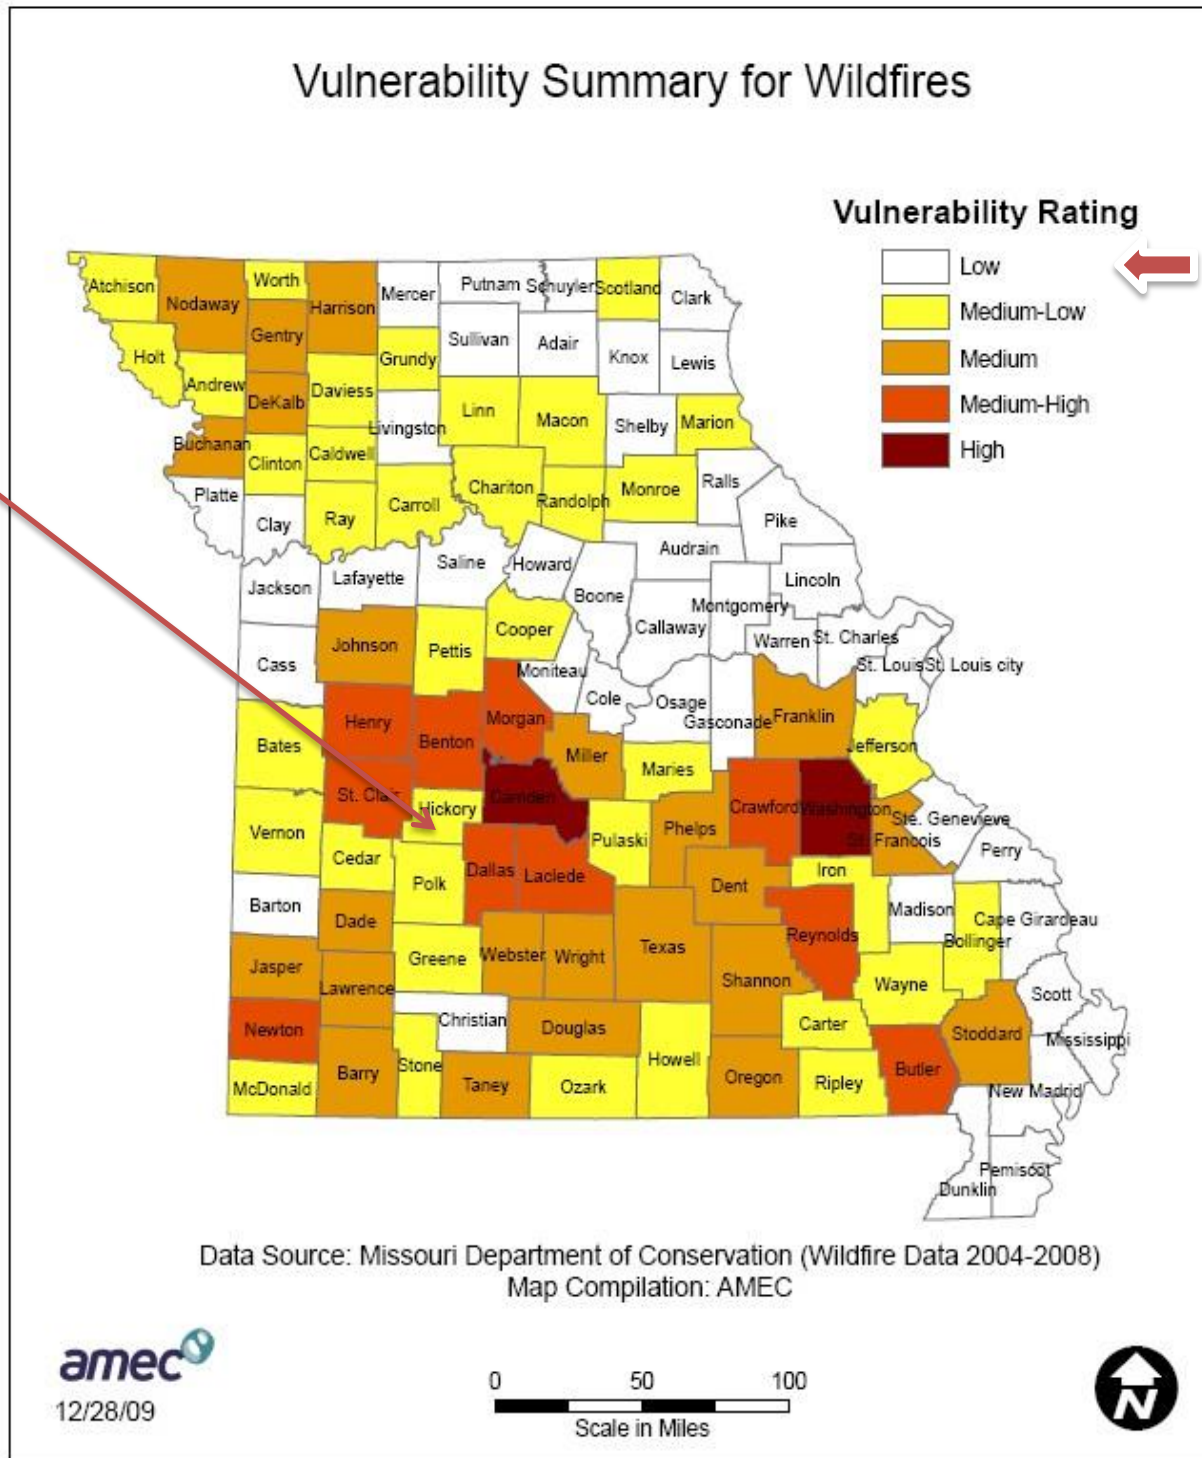 Vulnerability Summary for Wildfires
Vulnerability Rating
Low
Medium-Low
Medium
Medium-High
High
Atchison
Nodaway
Worth
Harrison
Mercer
Putnam
Schuyler
Scotland
Clark
Holt
Gentry
Grundy
Sullivan
Adair
Knox
Lewis
Andrew
DeKalb
Daviess
Livingston
Linn
Macon
Shelby
Marion
Buchanan
Clinton
Caldwell
Chariton
Randolph
Monroe
Ralls
Platte
Clay
Ray
Carroll
Pike
Jackson
Lafayette
Saline
Howard
Boone
Audrain
Lincoln
Montgomery
Callaway
Warren
St. Charles
Cass
Johnson
Pettis
Cooper
Moniteau
Cole
Osage
Gasconade
Franklin
St. Louis
St. Louis city
Bates
Henry
Benton
Morgan
Miller
Maries
Jefferson
St. Clair
Hickory
Camden
Pulaski
Phelps
Crawford
Washington
Ste. Genevieve
St. Francois
Perry
Vernon
Cedar
Polk
Dallas
Laclede
Dent
Iron
Madison
Cape Girardeau
Bollinger
Barton
Dade
Greene
Webster
Wright
Texas
Shannon
Reynolds
Wayne
Scott
Jasper
Lawrence
Christian
Douglas
Howell
Carter
Stoddard
Mississippi
Newton
McDonald
Barry
Stone
Taney
Ozark
Oregon
Ripley
Butler
New Madrid
Pemiscot
Dunklin
Data Source: Missouri Department of Conservation (Wildfire Data 2004-2008)
Map Compilation: AMEC
amec
12/28/09
0 50 100
Scale in Miles
N